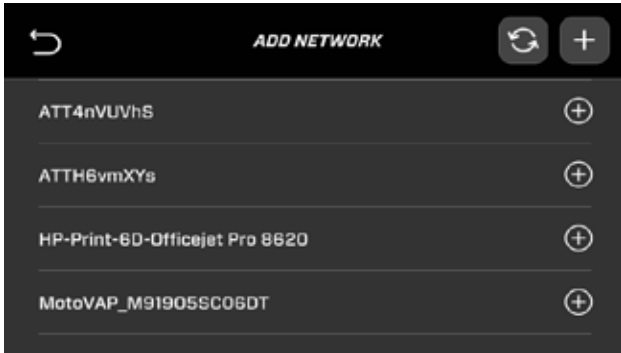 ADD NETWORK
ATT4nVUVhS
ATTH6vmXYs
HP-Print-6D-Officejet Pro 8620
MotoVAP_M91905SC06DT